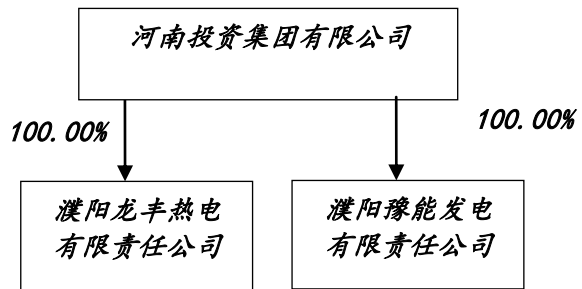 河南投资集团有限公司
100.00%
100.00%
濮阳龙丰热电
有限责任公司
濮阳豫能发电
有限责任公司